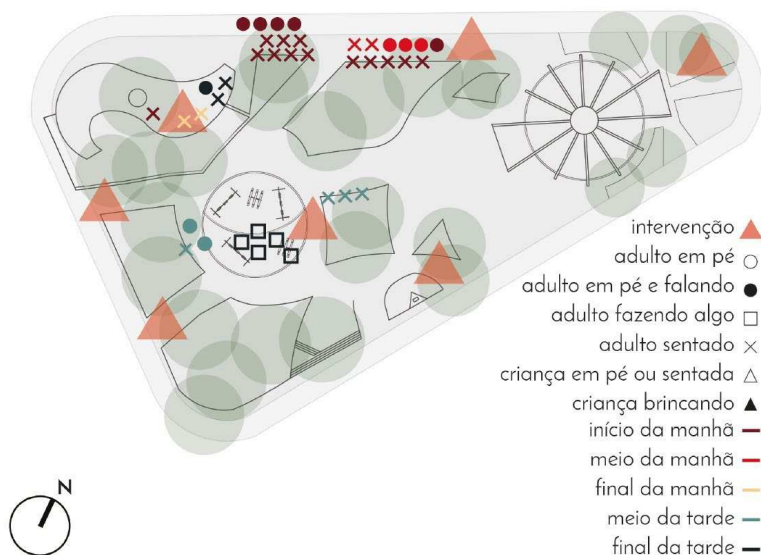 intervenção
adulto em pé
adulto em pé e falando
adulto fazendo algo
adulto sentado
criança em pé ou sentada
criança brincando
início da manhã
meio da manhã
final da manhã
meio da tarde
final da tarde
N